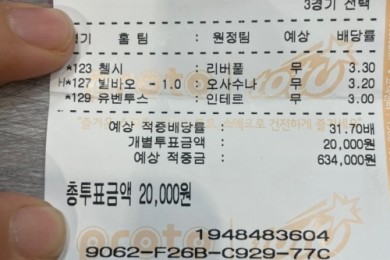 3경기 선택
경기 홈 팀 : 원정팀 예상 배당률
*123 첼시 : 리버풀 무 3.30
H*127 빌바오 1.0 : 오사수나 무 3.20
*129 유벤투스 : 인테르 무 3.00
예상 적중배당률 : 31.70배
개별투표금액 : 20,000원
예상 적중금 : 634,000원
총투표금액 20,000원
1948483604
9062-F26B-C929-77C